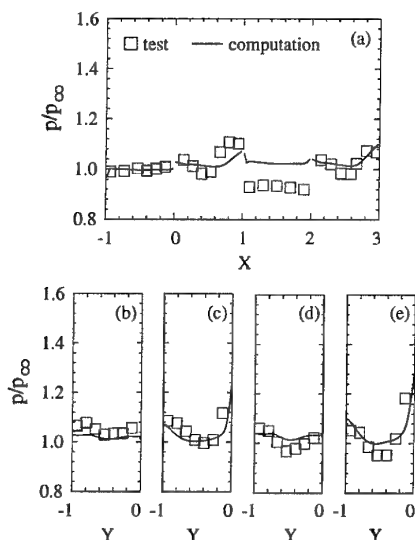 1.6
□ test — computation (a)
1.4
p/p∞
1.2
1.0
0.8
-1 0 1 2 3
X
1.6
(b) (c) (d) (e)
1.4
p/p∞
1.2
1.0
0.8
-1 0 -1 0 -1 0 -1 0
Y Y Y Y